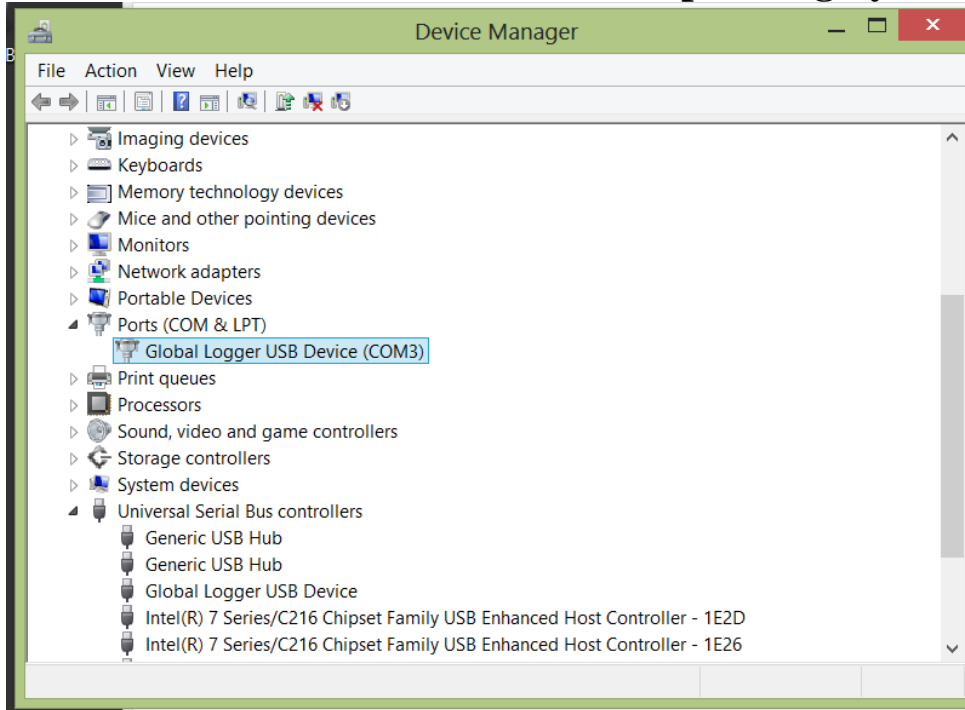 Device Manager
B
File Action View Help
Imaging devices
Keyboards
Memory technology devices
Mice and other pointing devices
Monitors
Network adapters
Portable Devices
Ports (COM & LPT)
Global Logger USB Device (COM3)
Print queues
Processors
Sound, video and game controllers
Storage controllers
System devices
Universal Serial Bus controllers
Generic USB Hub
Generic USB Hub
Global Logger USB Device
Intel(R) 7 Series/C216 Chipset Family USB Enhanced Host Controller - 1E2D
Intel(R) 7 Series/C216 Chipset Family USB Enhanced Host Controller - 1E26